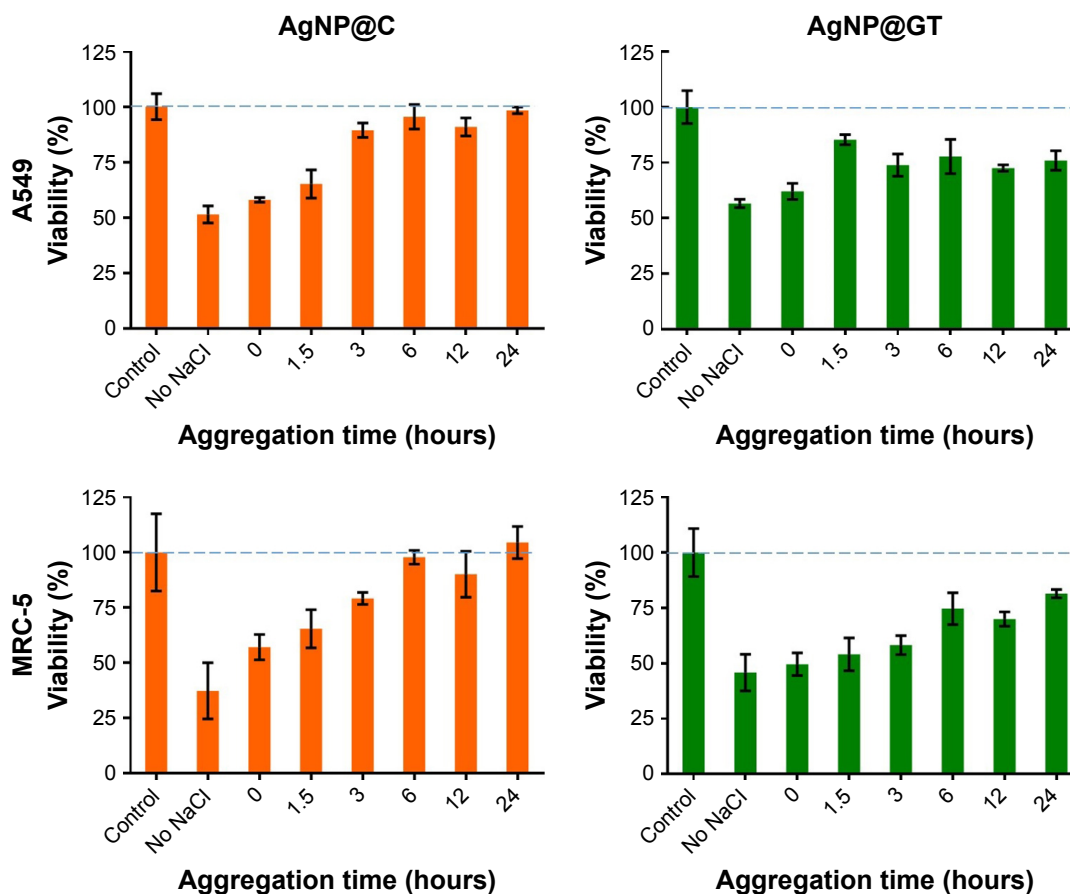 AgNP@C
AgNP@GT
A549
Viability (%)
125
100
75
50
25
0
Control
No NaCl
0
1.5
3
6
12
24
Aggregation time (hours)
Viability (%)
125
100
75
50
25
0
Control
No NaCl
0
1.5
3
6
12
24
Aggregation time (hours)
MRC-5
Viability (%)
125
100
75
50
25
0
Control
No NaCl
0
1.5
3
6
12
24
Aggregation time (hours)
Viability (%)
125
100
75
50
25
0
Control
No NaCl
0
1.5
3
6
12
24
Aggregation time (hours)